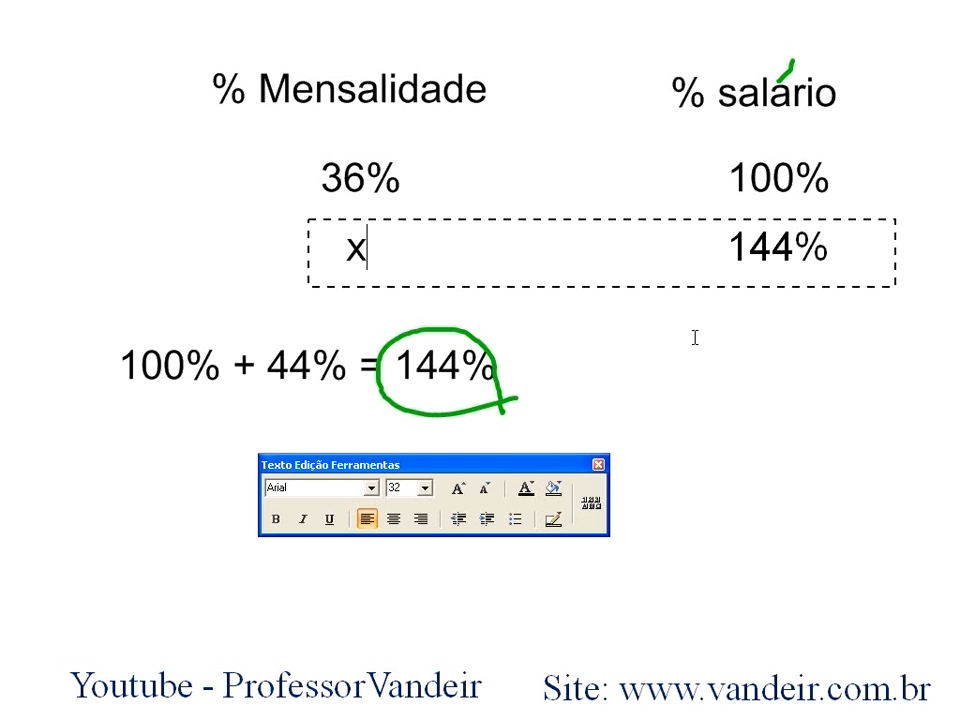 % Mensalidade % salário
36% 100%
x 144%
100% + 44% = 144%
Texto Edição Ferramentas
Arial 32 A A A
B I U
Youtube - ProfessorVandeir Site: www.vandeir.com.br